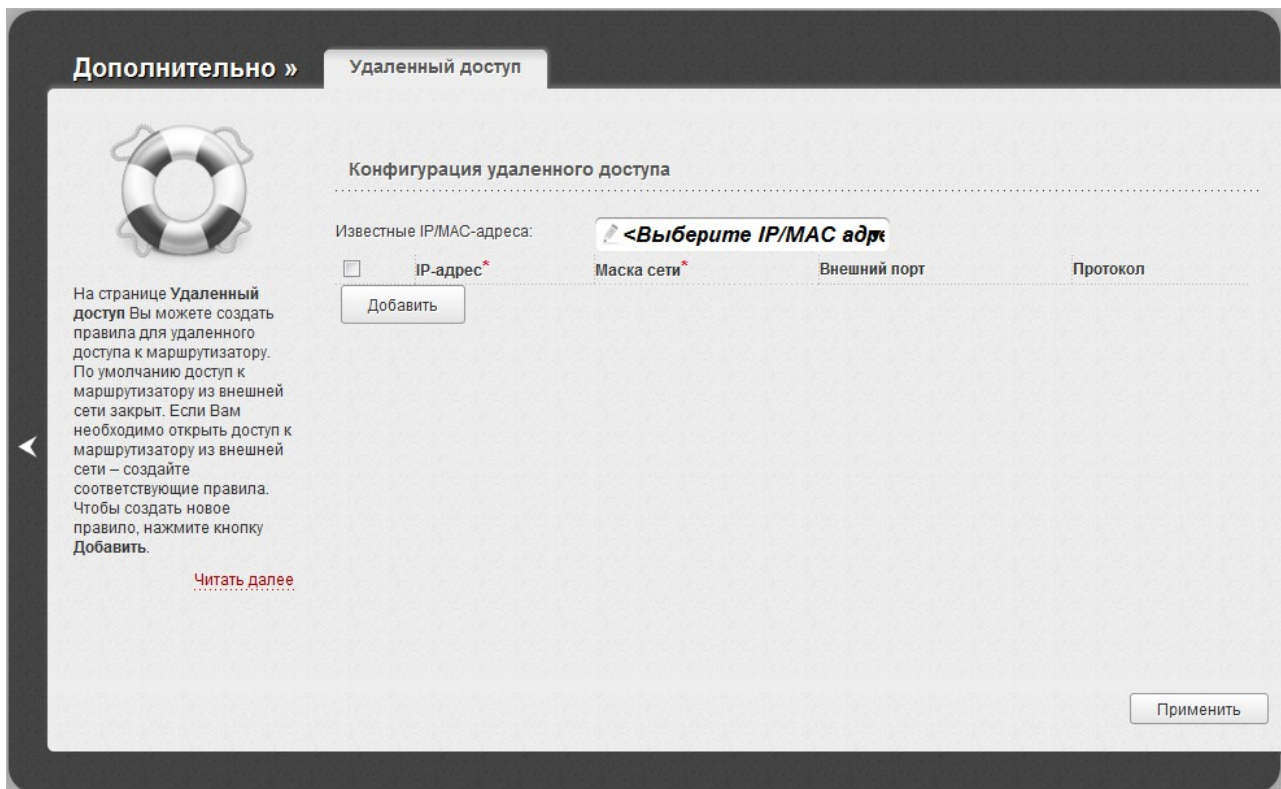 Дополнительно »
Удаленный доступ
Конфигурация удаленного доступа
Известные IP/MAC-адреса:
<Выберите IP/MAC адре
IP-адрес*
Маска сети*
Внешний порт
Протокол
Добавить
На странице Удаленный
доступ Вы можете создать
правила для удаленного
доступа к маршрутизатору.
По умолчанию доступ к
маршрутизатору из внешней
сети закрыт. Если Вам
необходимо открыть доступ к
маршрутизатору из внешней
сети – создайте
соответствующие правила.
Чтобы создать новое
правило, нажмите кнопку
Добавить.
Читать далее
Применить